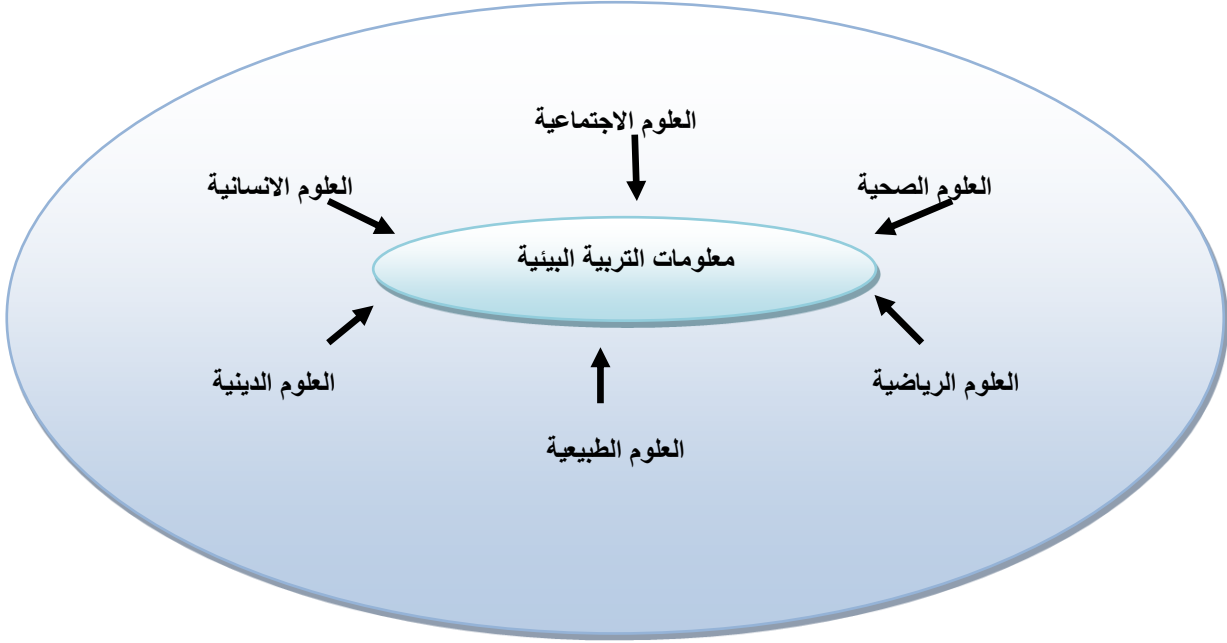 العلوم الاجتماعية
العلوم الصحية
العلوم الانسانية
معلومات التربية البيئية
العلوم الرياضية
العلوم الدينية
العلوم الطبيعية